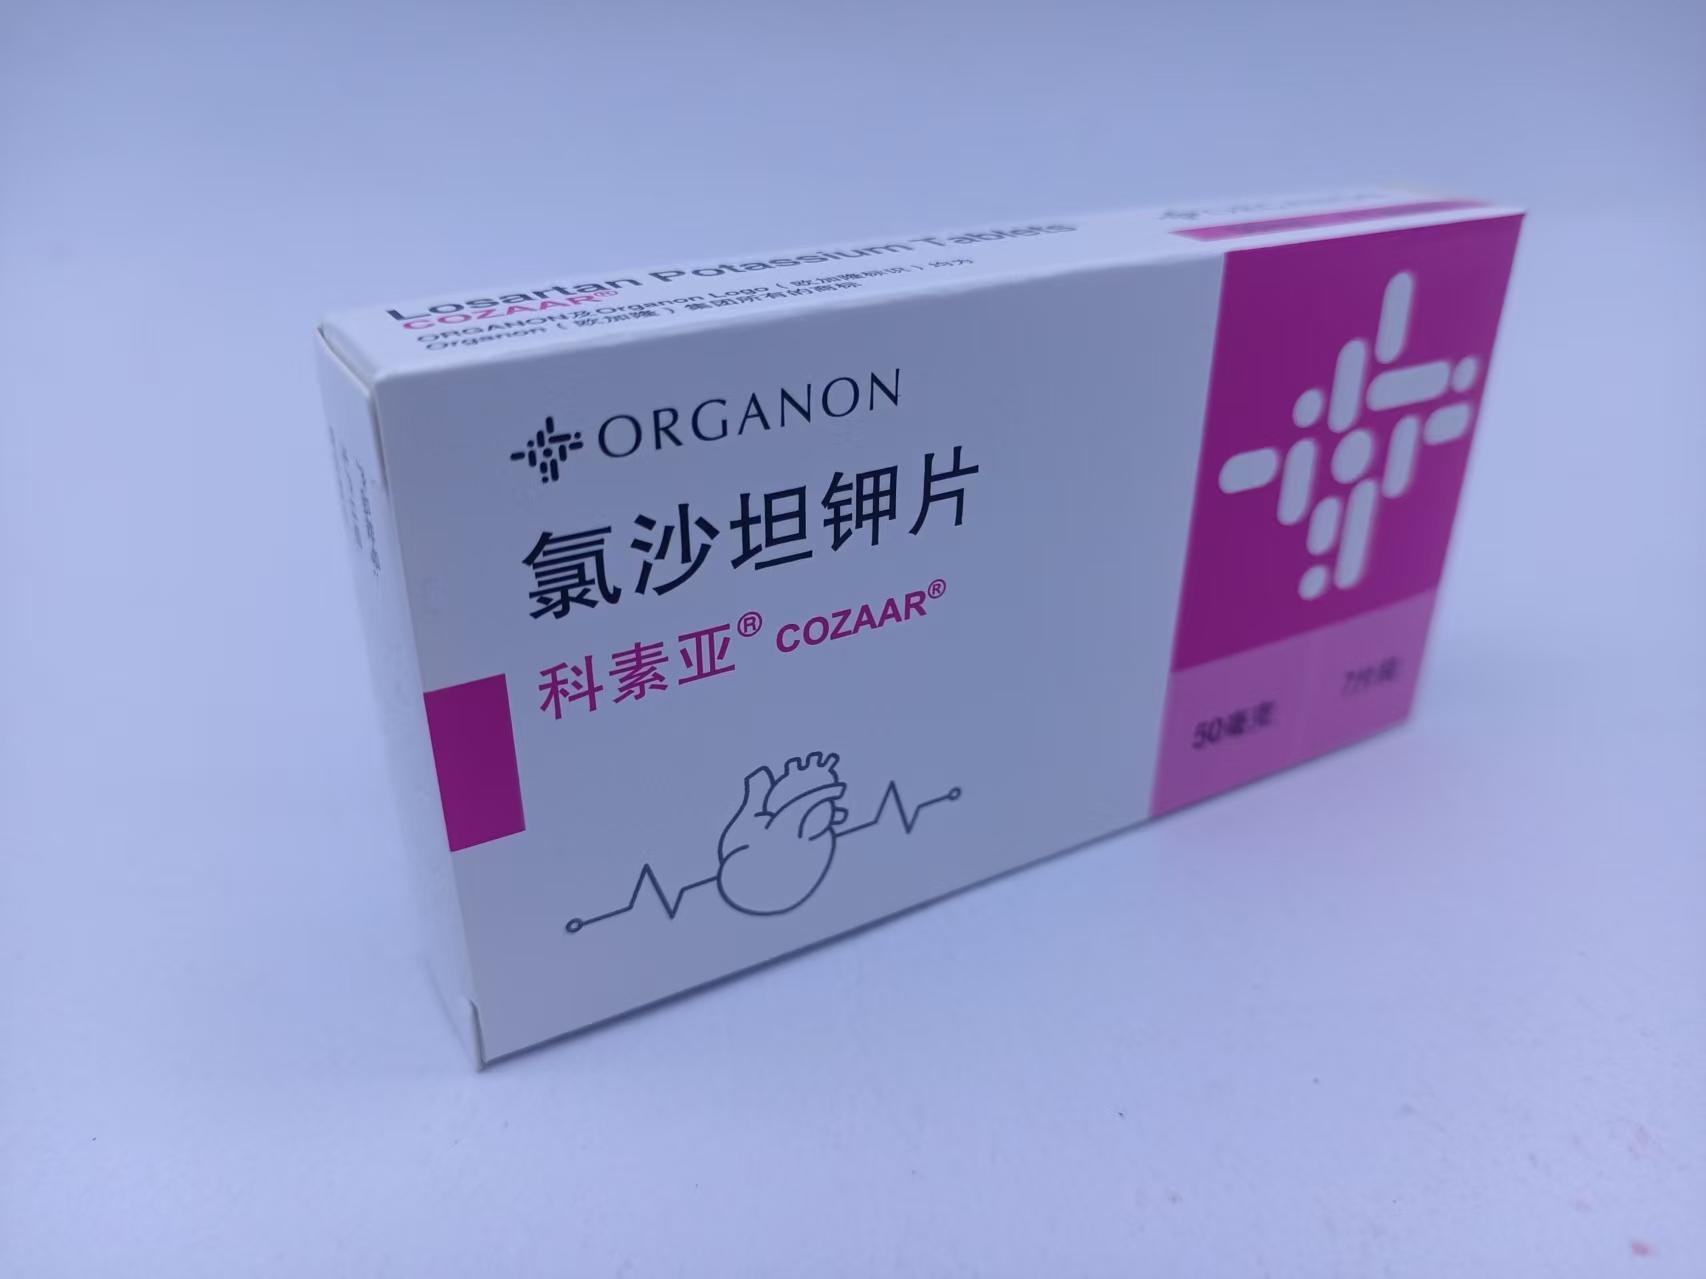 Losartan Potassium Tablets
COZAAR®
ORGANON及Organon Logo（欧加隆标识）均为
Organon（欧加隆）集团所有的商标
ORGANON
氯沙坦钾片
科素亚® COZAAR®
50毫克
7片装